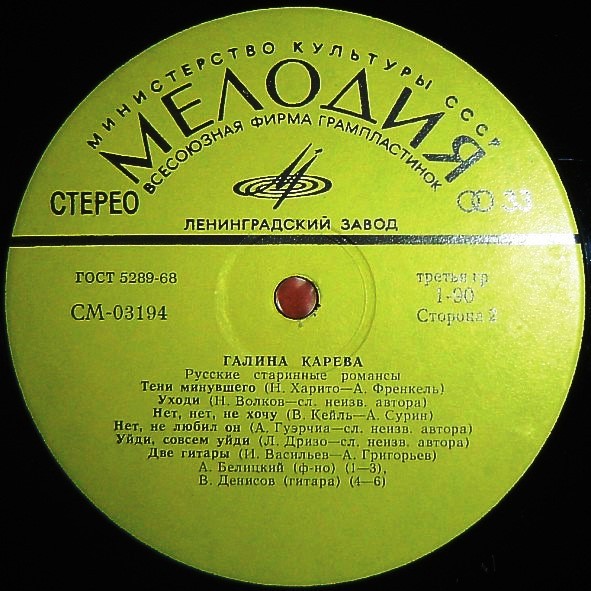 МИНИСТЕРСТВО КУЛЬТУРЫ СССР
МЕЛОДИЯ
ВСЕСОЮЗНАЯ ФИРМА ГРАМПЛАСТИНОК
СТЕРЕО
33
ЛЕНИНГРАДСКИЙ ЗАВОД
ГОСТ 5289-68
третья гр
СМ-03194
1-90
Сторона 2
ГАЛИНА КАРЕВА
Русские старинные романсы
Тени минувшего (Н. Харито—А. Френкель)
Уходи (Н. Волков—сл. неизв. автора)
Нет, нет, не хочу (В. Кейль—А. Сурин)
Нет, не любил он (А. Гуэрчиа—сл. неизв. автора)
Уйди, совсем уйди (Л. Дризо—сл. неизв. автора)
Две гитары (И. Васильев—А. Григорьев)
А. Белицкий (ф-но) (1—3),
В. Денисов (гитара) (4—6)